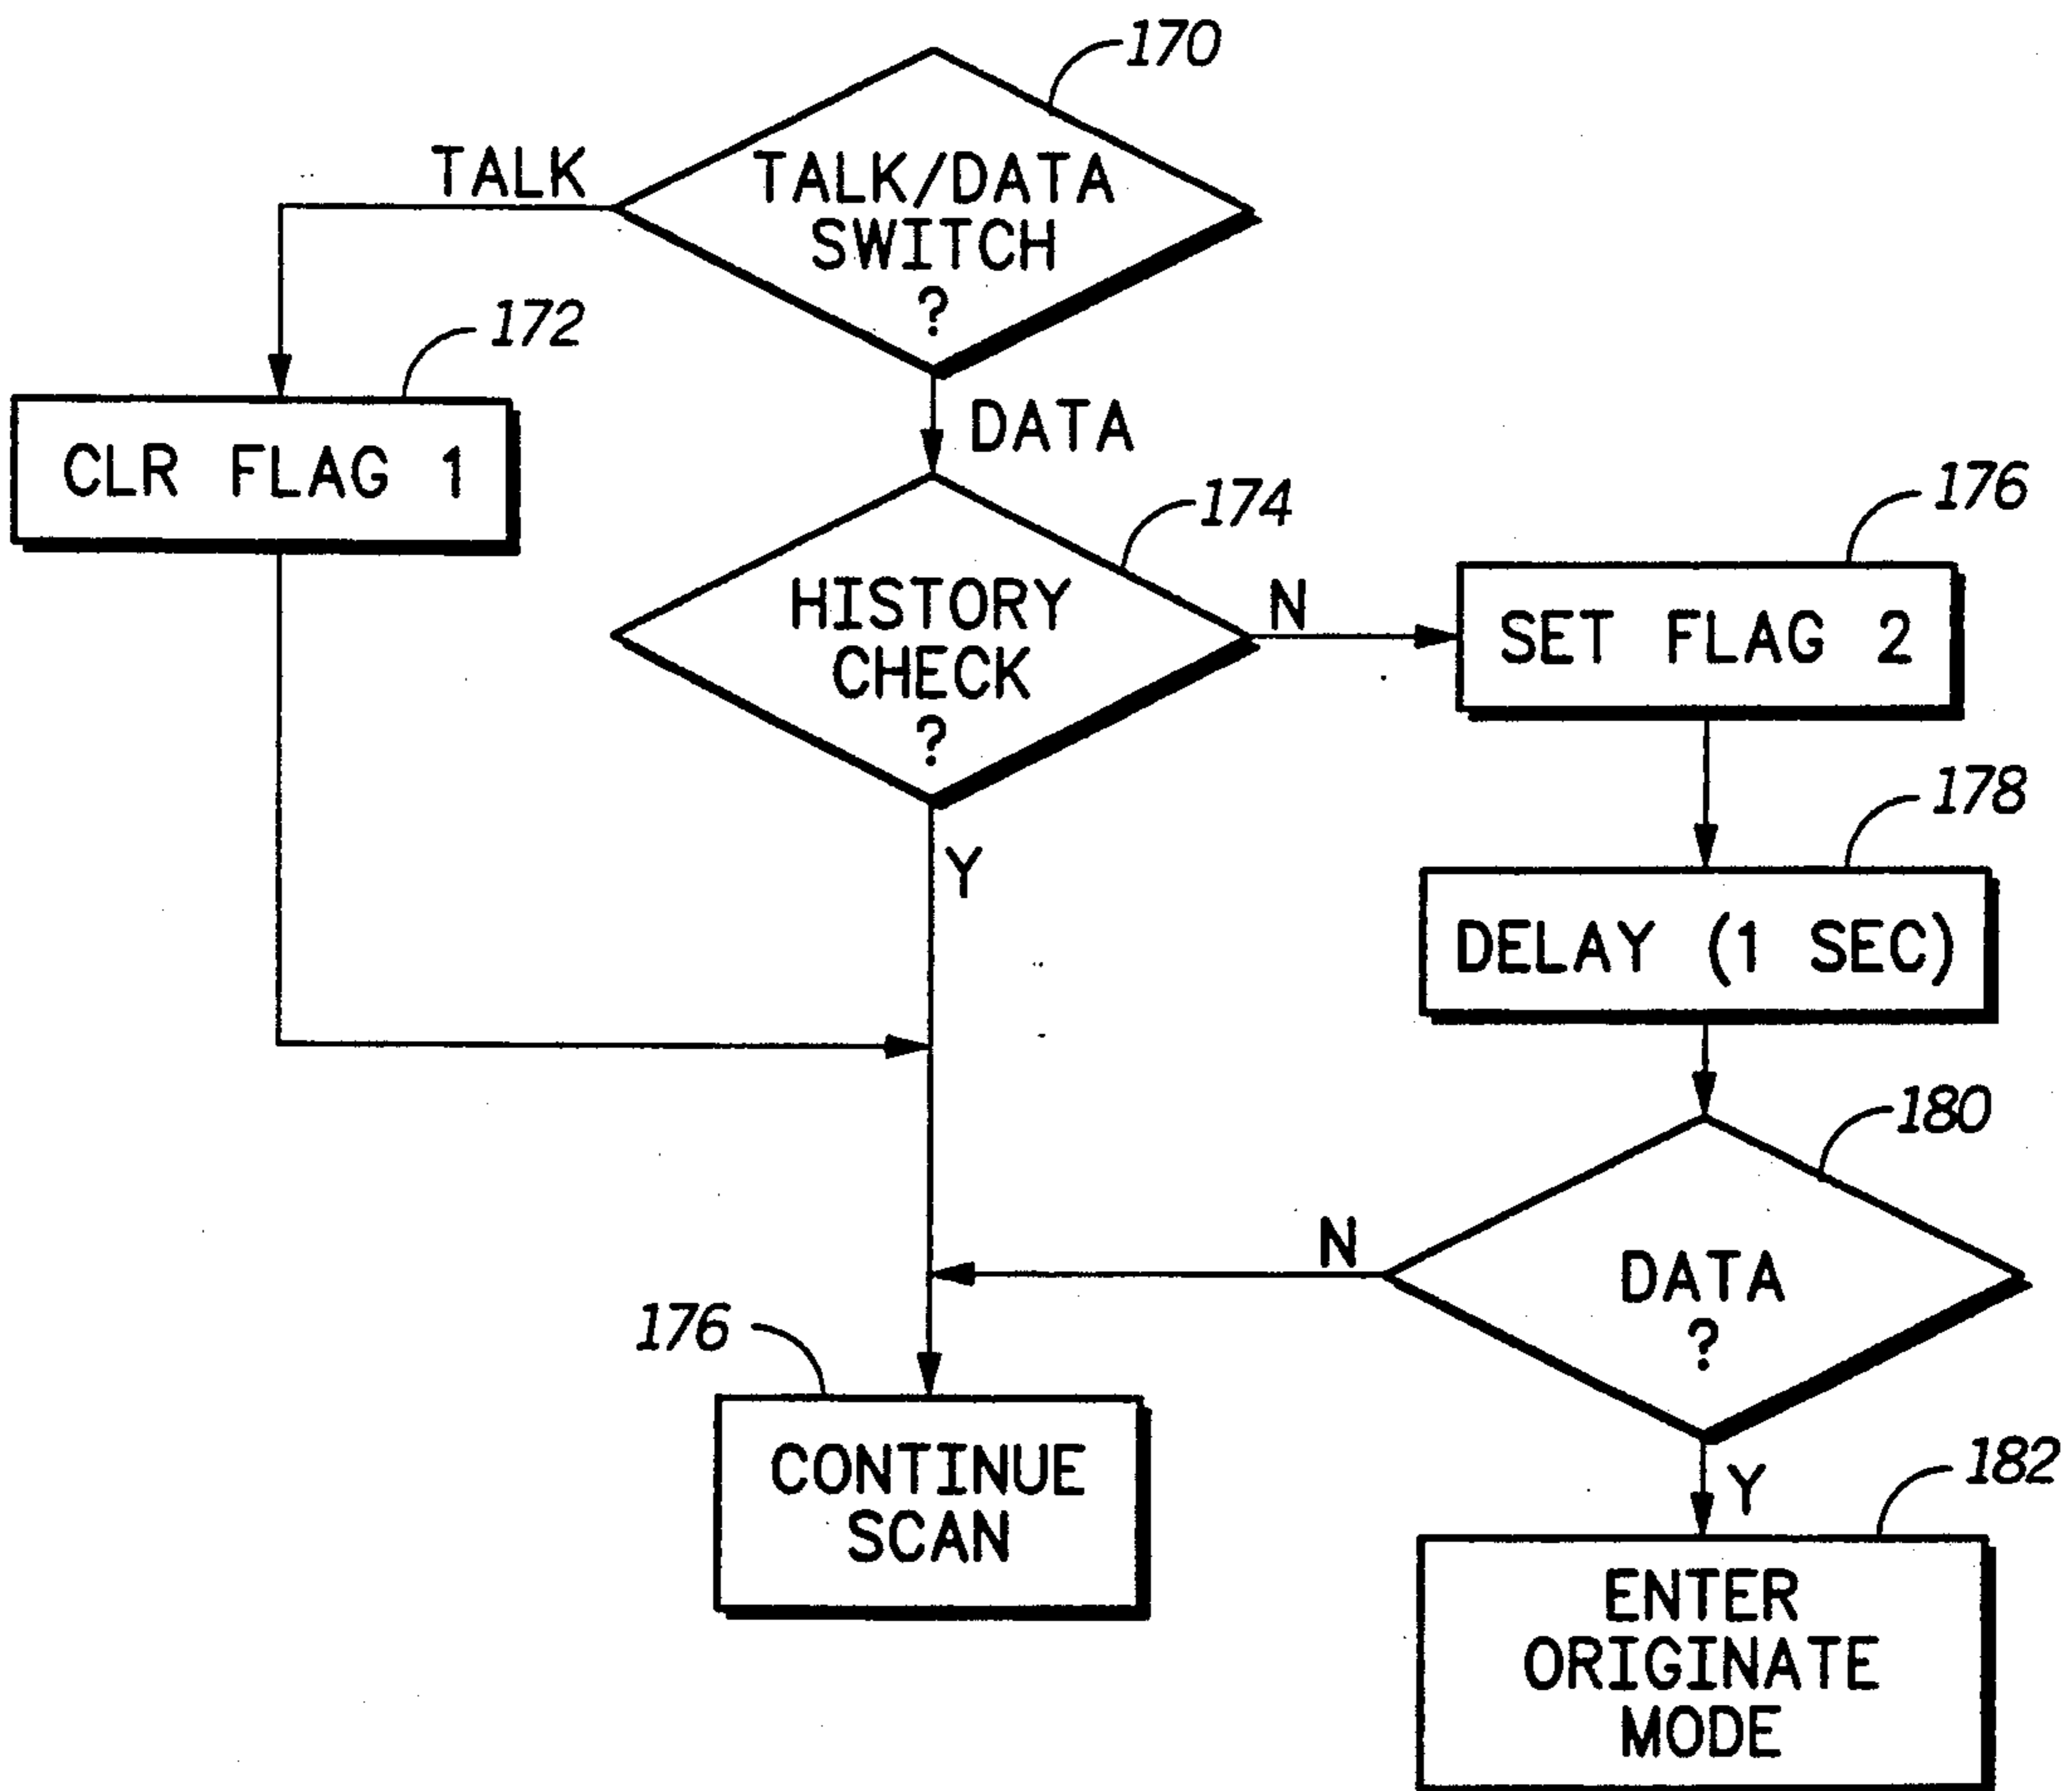 170
TALK
TALK/DATA
SWITCH
?
172
CLR FLAG 1
DATA
174
HISTORY
CHECK
?
N
176
SET FLAG 2
Y
178
DELAY (1 SEC)
180
DATA
?
N
176
CONTINUE
SCAN
Y
182
ENTER
ORIGINATE
MODE